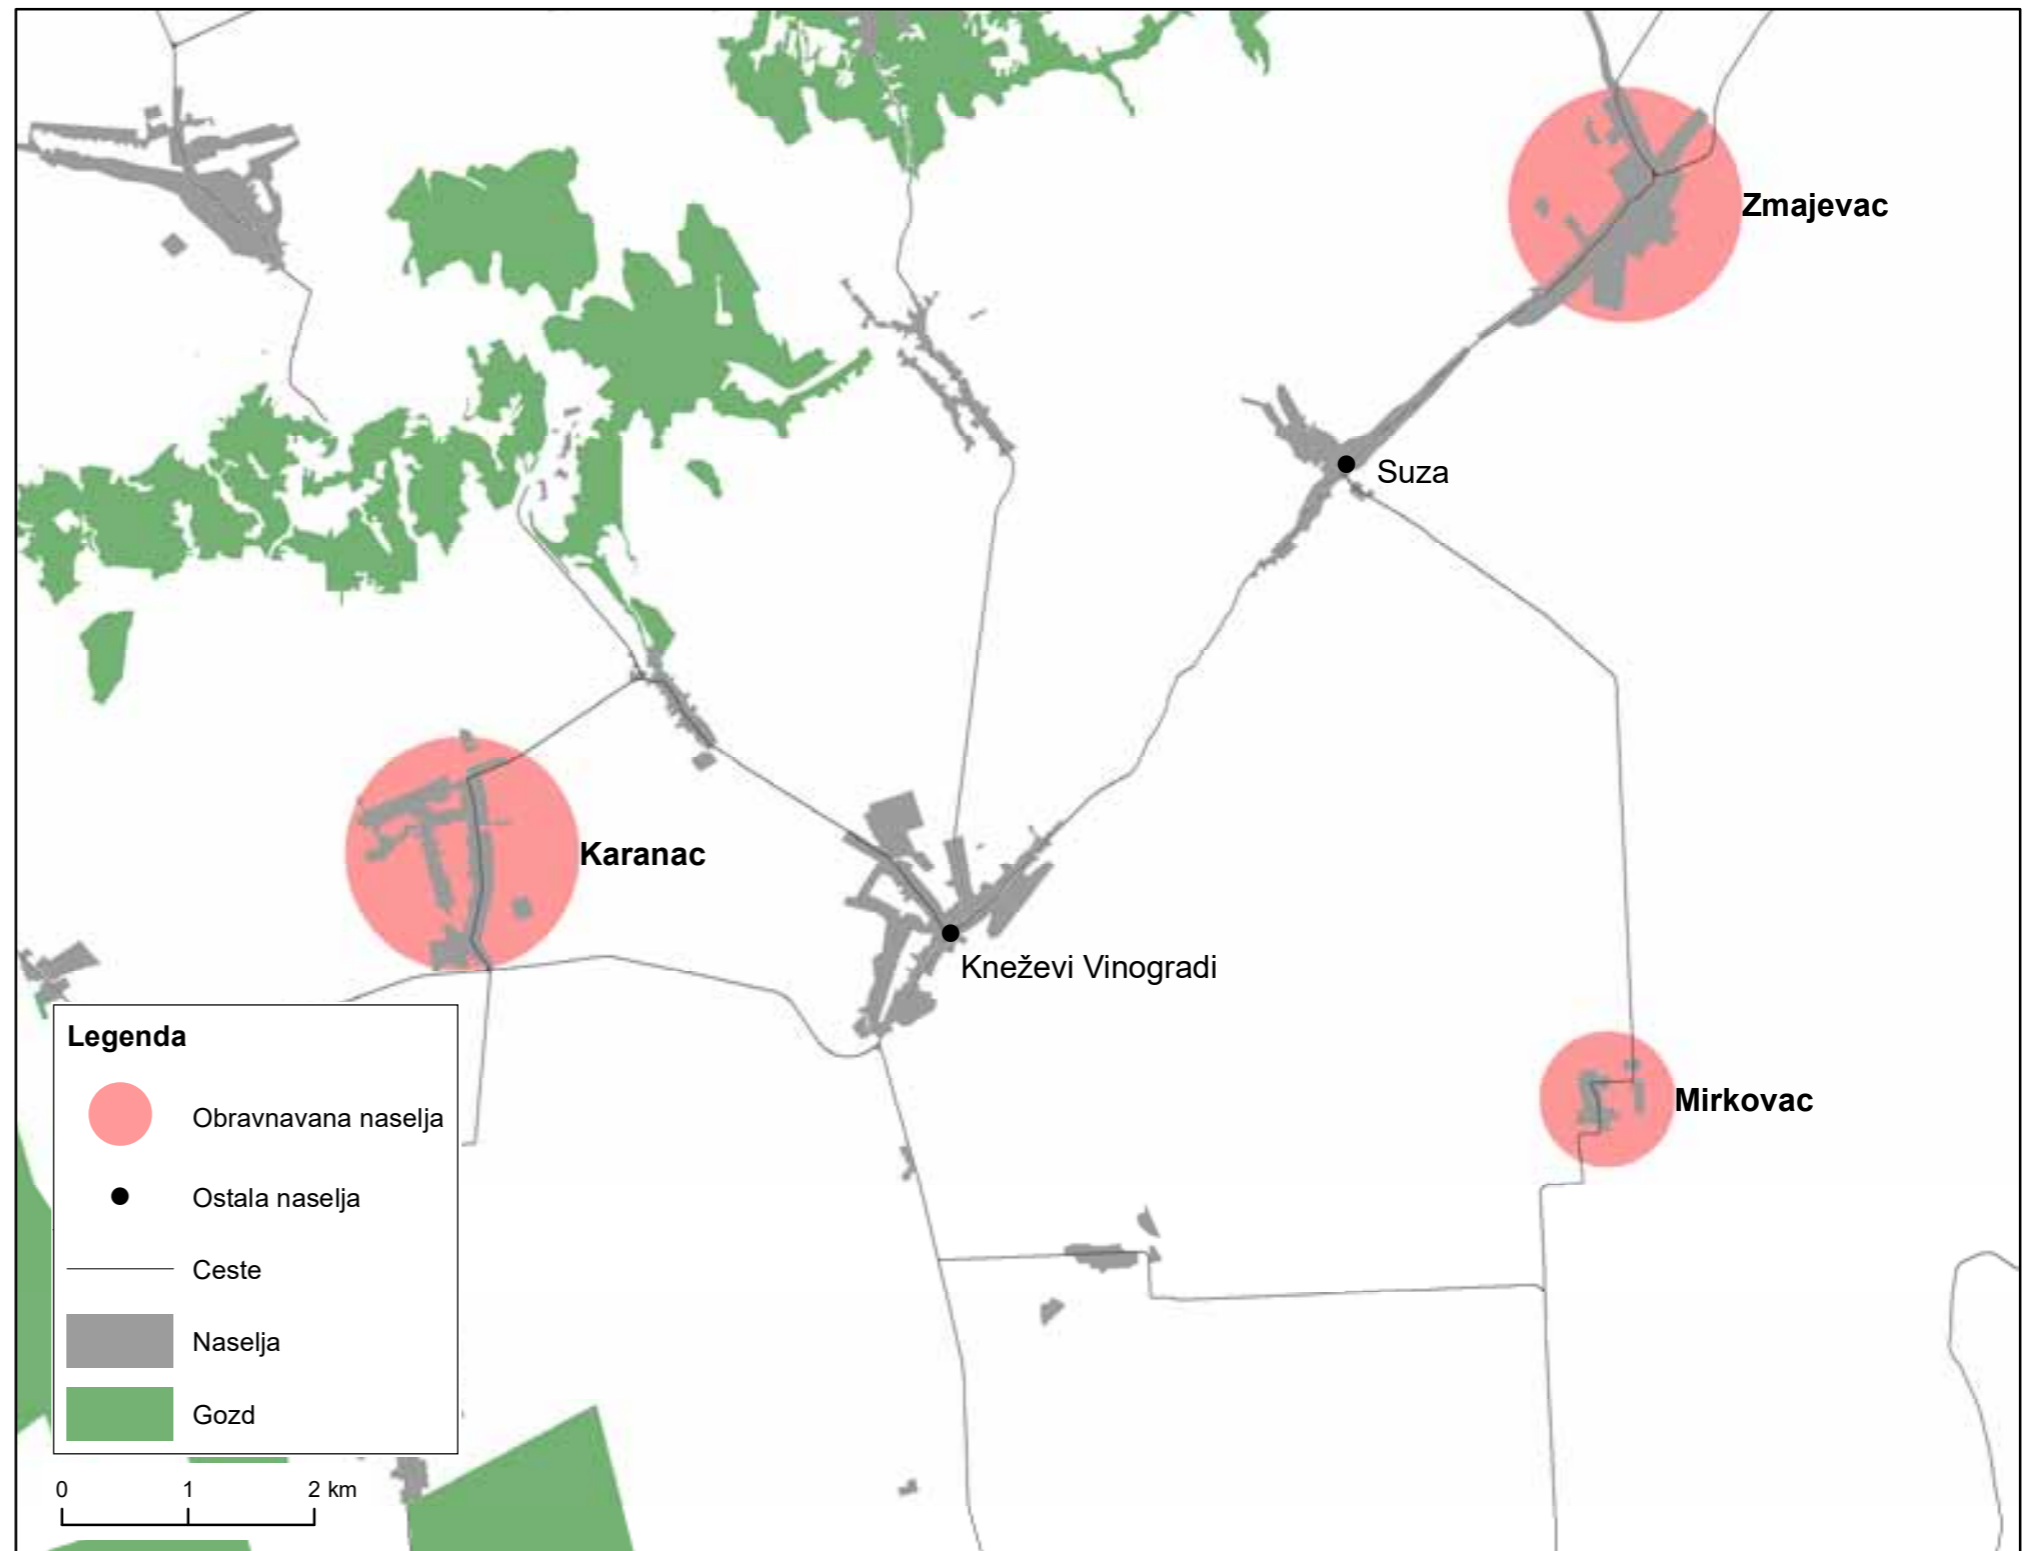 Zmajevac
Suza
Karanac
Kneževi Vinogradi
Mirkovac
Legenda
Obravnavana naselja
Ostala naselja
Ceste
Naselja
Gozd
0 1 2 km